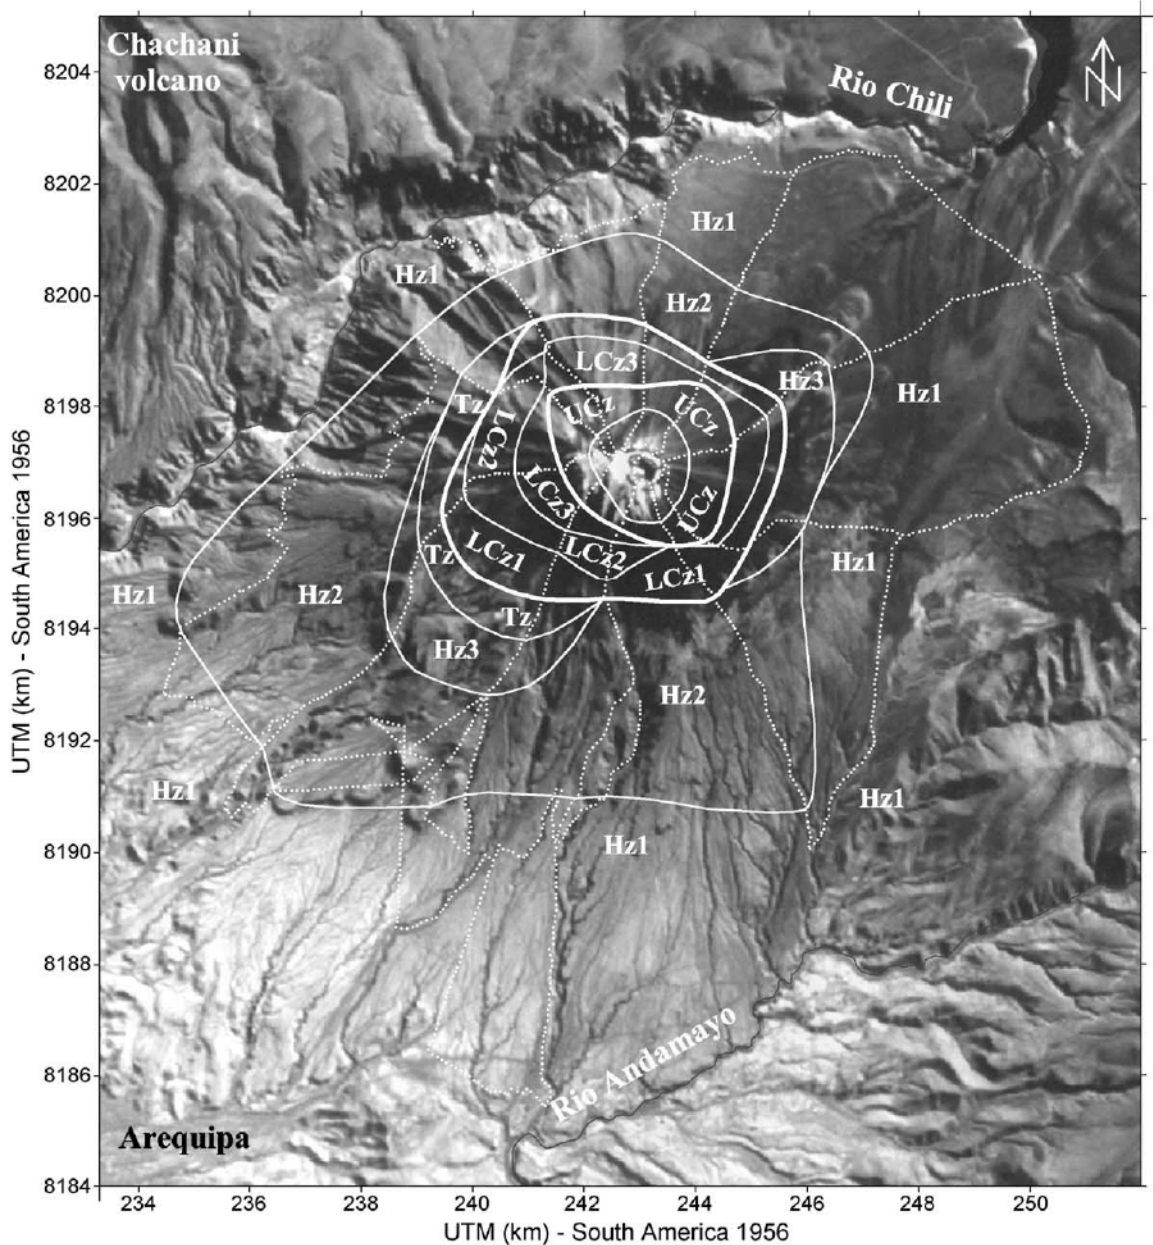 Chachani
volcano
Rio Chili
N
8204
8202
8200
8198
8196
8194
8192
8190
8188
8186
8184
UTM (km) - South America 1956
Hz1
Hz1
Hz2
LCz3
Hz3
Hz1
Tz
LCz2
UCz
UCz
LCz3
UCz
Tz
LCz1
LCz2
LCz1
Hz1
Hz1
Hz2
Tz
Hz3
Hz2
Hz1
Hz1
Hz1
Rio Andamayo
Arequipa
234
236
238
240
242
244
246
248
250
UTM (km) - South America 1956